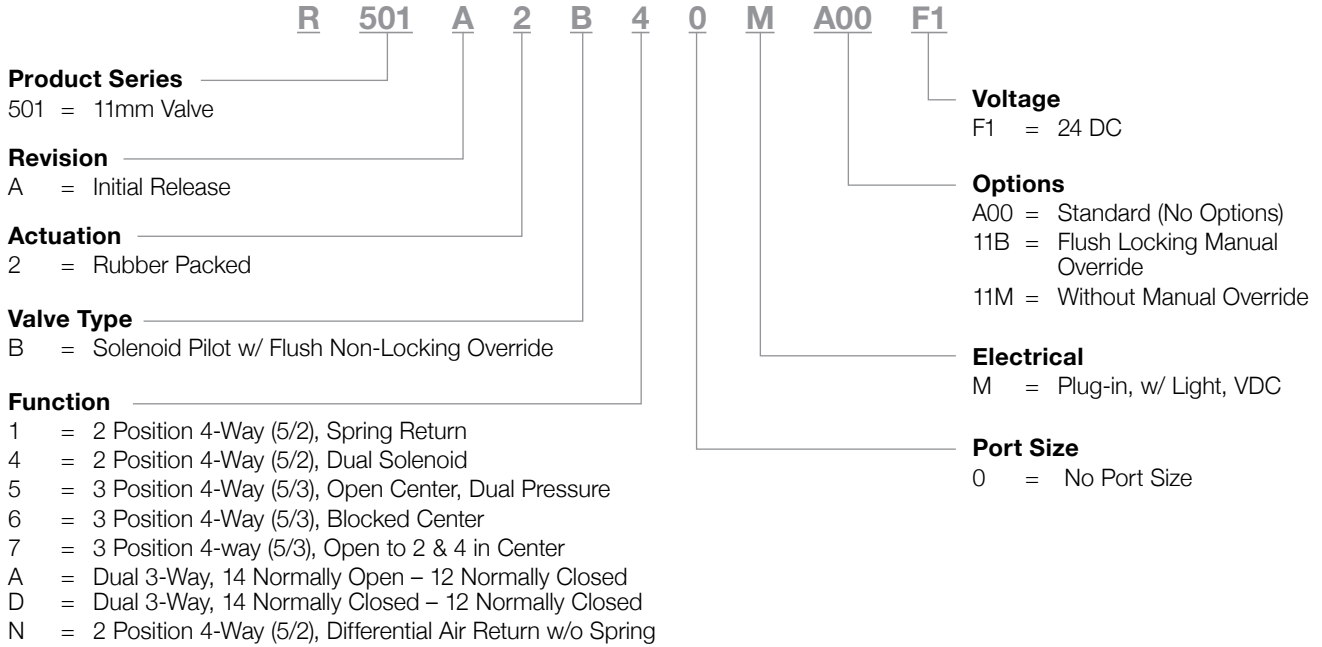 R 501 A 2 B 4 0 M A00 F1
Product Series
501 = 11mm Valve
Revision
A = Initial Release
Actuation
2 = Rubber Packed
Valve Type
B = Solenoid Pilot w/ Flush Non-Locking Override
Function
1 = 2 Position 4-Way (5/2), Spring Return
4 = 2 Position 4-Way (5/2), Dual Solenoid
5 = 3 Position 4-Way (5/3), Open Center, Dual Pressure
6 = 3 Position 4-Way (5/3), Blocked Center
7 = 3 Position 4-way (5/3), Open to 2 & 4 in Center
A = Dual 3-Way, 14 Normally Open – 12 Normally Closed
D = Dual 3-Way, 14 Normally Closed – 12 Normally Closed
N = 2 Position 4-Way (5/2), Differential Air Return w/o Spring
Voltage
F1 = 24 DC
Options
A00 = Standard (No Options)
11B = Flush Locking Manual
Override
11M = Without Manual Override
Electrical
M = Plug-in, w/ Light, VDC
Port Size
0 = No Port Size